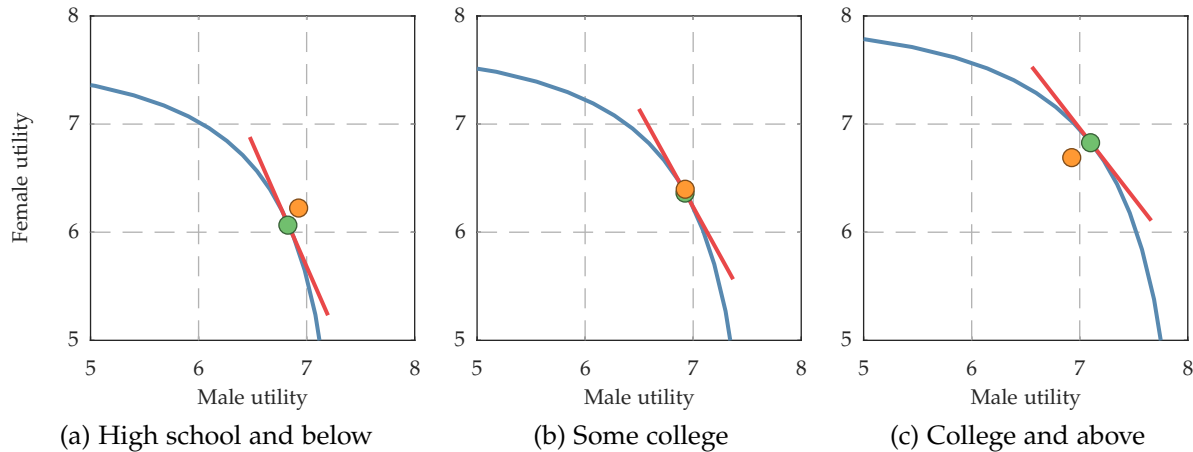 8
7
6
5
5 6 7 8
Female utility
Male utility
(a) High school and below
8
7
6
5
5 6 7 8
Male utility
(b) Some college
8
7
6
5
5 6 7 8
Male utility
(c) College and above